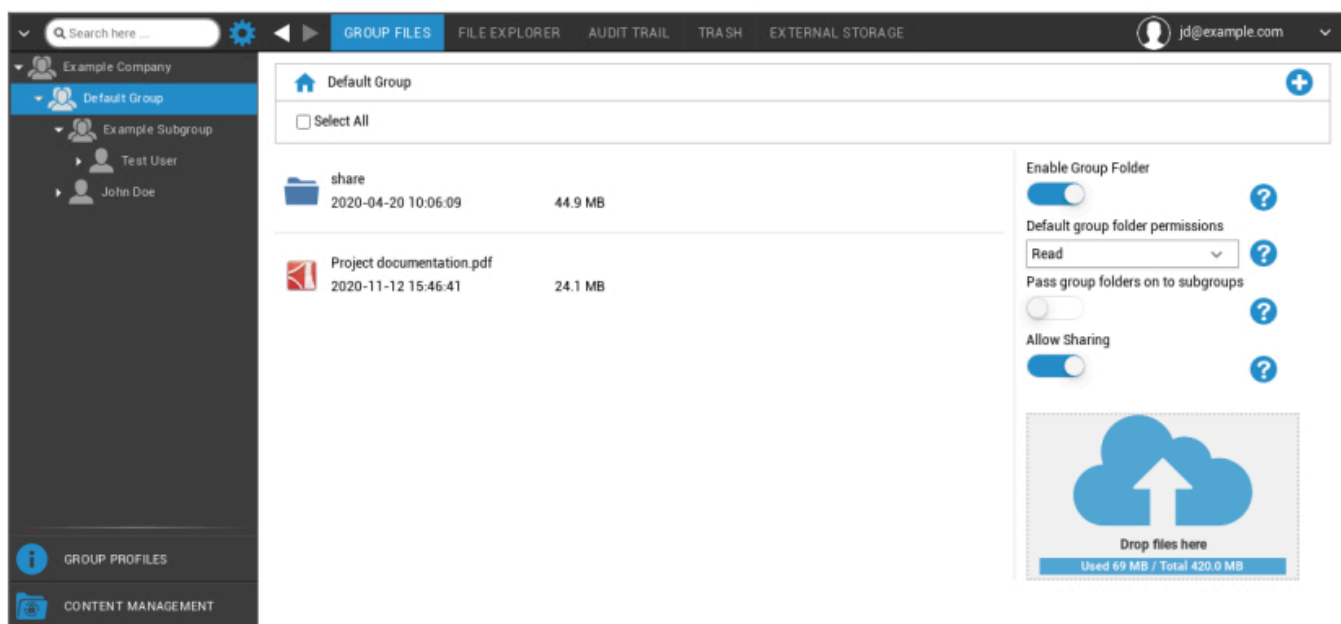 Search here ...
GROUP FILES FILE EXPLORER AUDIT TRAIL TRASH EXTERNAL STORAGE
jd@example.com
Example Company
Default Group
Example Subgroup
Test User
John Doe
GROUP PROFILES
CONTENT MANAGEMENT
Default Group
Select All
share
2020-04-20 10:06:09 44.9 MB
Project documentation.pdf
2020-11-12 15:46:41 24.1 MB
Enable Group Folder
?
Default group folder permissions
Read ?
Pass group folders on to subgroups
?
Allow Sharing
?
Drop files here
Used 69 MB / Total 420.0 MB